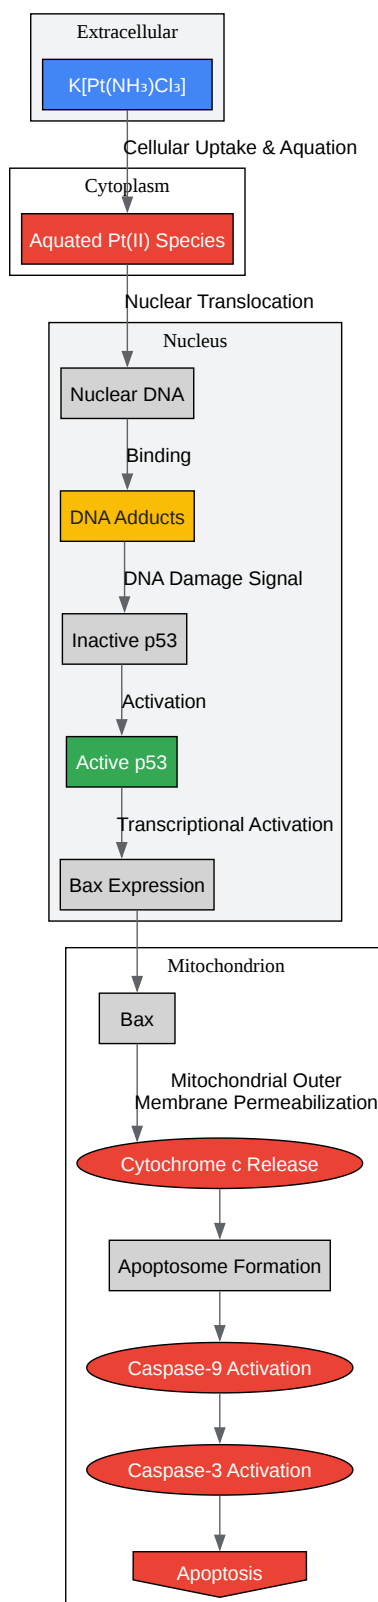 Extracellular
K[Pt(NH₃)Cl₃]
Cellular Uptake & Aquation
Cytoplasm
Aquated Pt(II) Species
Nuclear Translocation
Nucleus
Nuclear DNA
Binding
DNA Adducts
DNA Damage Signal
Inactive p53
Activation
Active p53
Transcriptional Activation
Bax Expression
Mitochondrion
Bax
Mitochondrial Outer
Membrane Permeabilization
Cytochrome c Release
Apoptosome Formation
Caspase-9 Activation
Caspase-3 Activation
Apoptosis